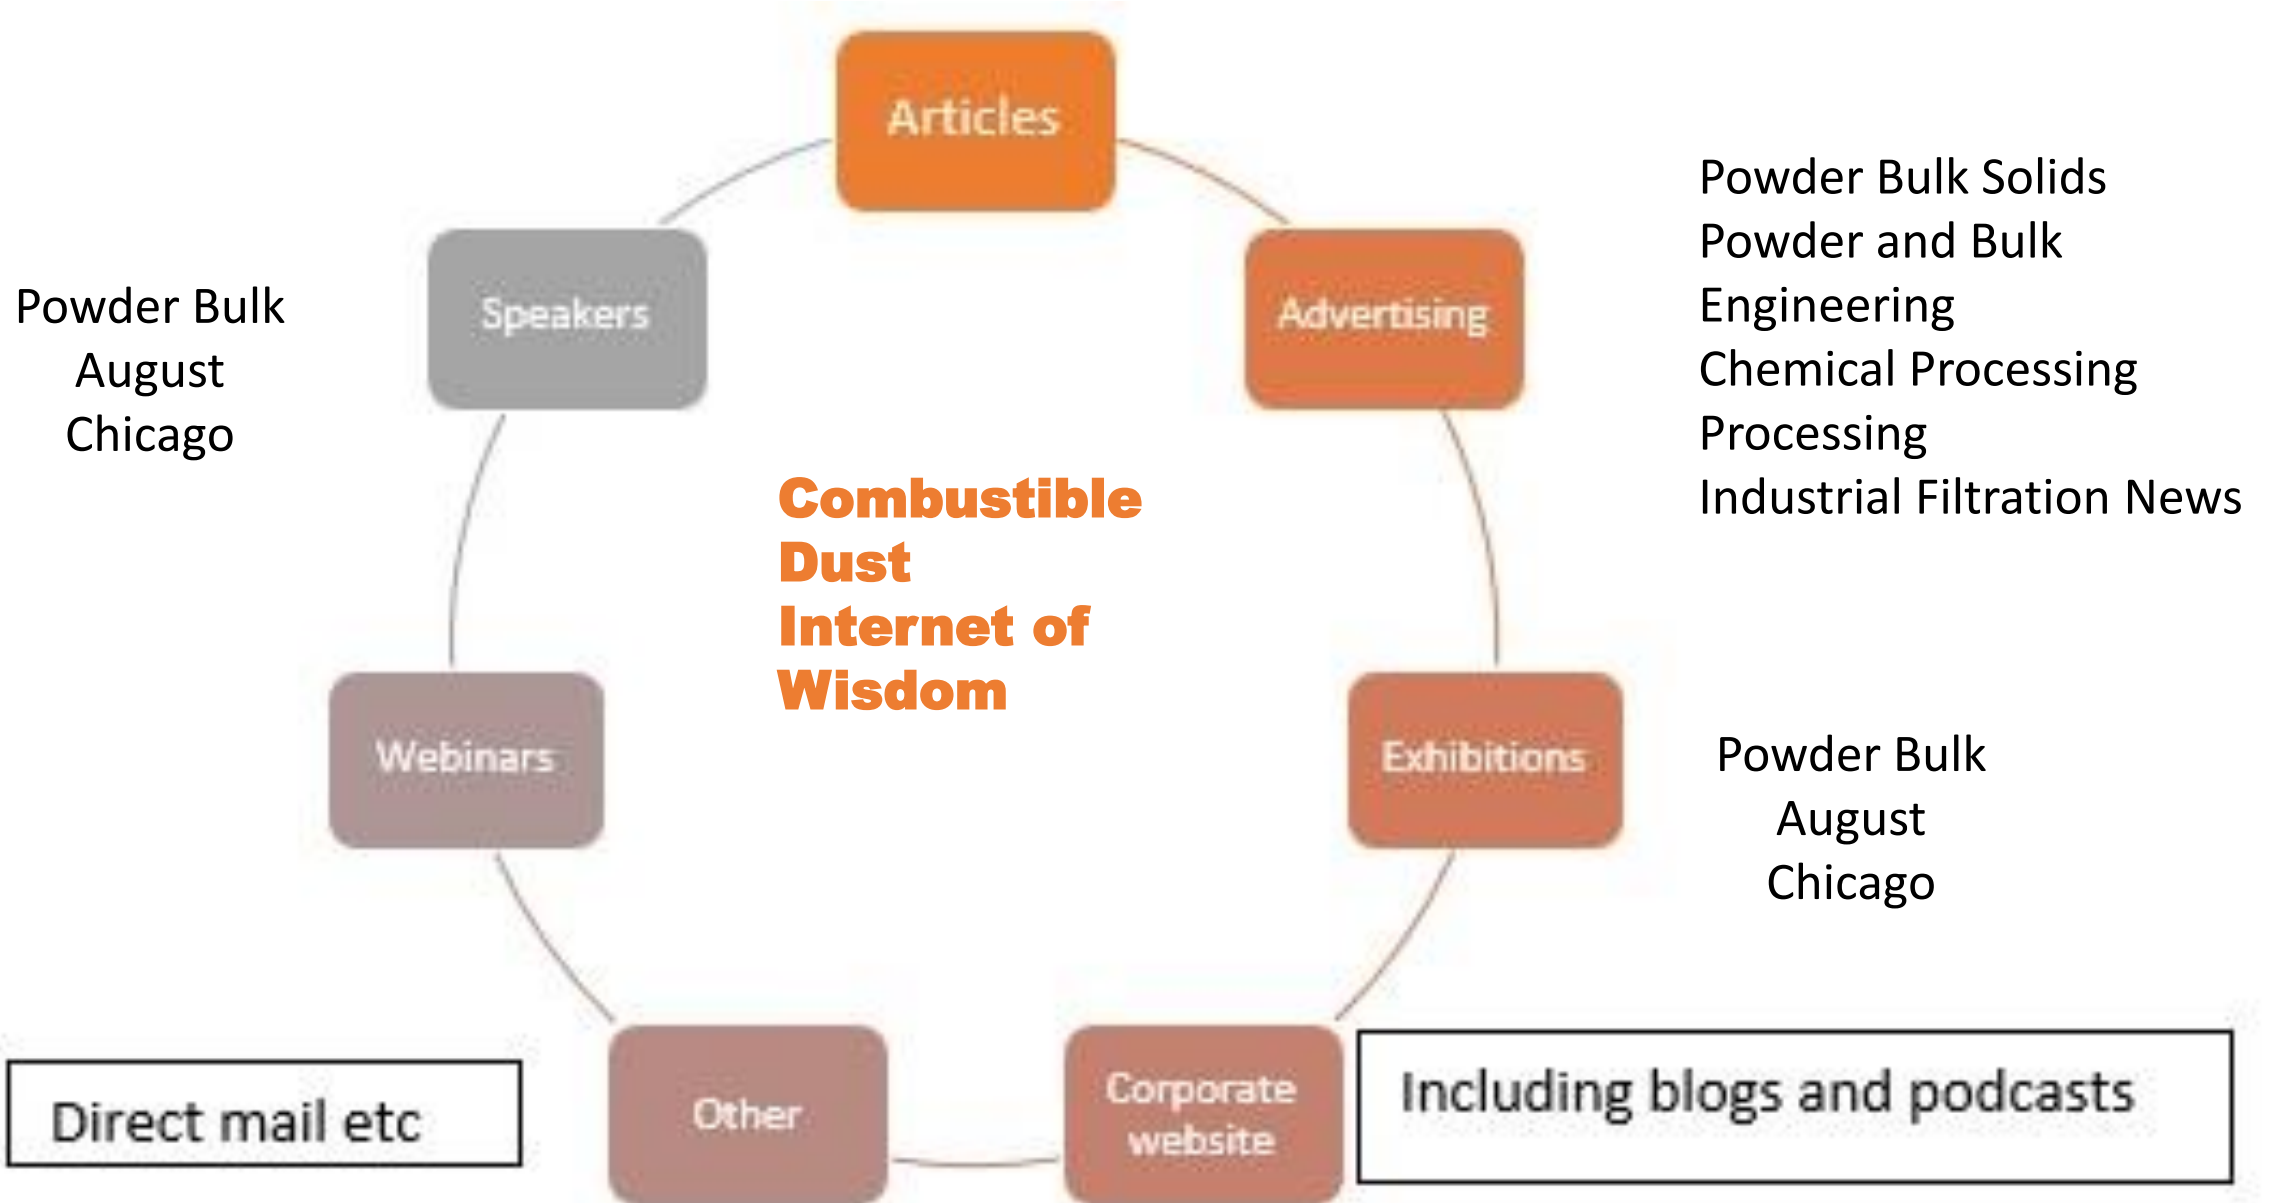 Articles
Speakers
Advertising
Powder Bulk Solids
Powder and Bulk
Engineering
Chemical Processing
Processing
Industrial Filtration News
Powder Bulk
August
Chicago
Combustible
Dust
Internet of
Wisdom
Webinars
Exhibitions
Powder Bulk
August
Chicago
Direct mail etc
Other
Corporate
website
Including blogs and podcasts